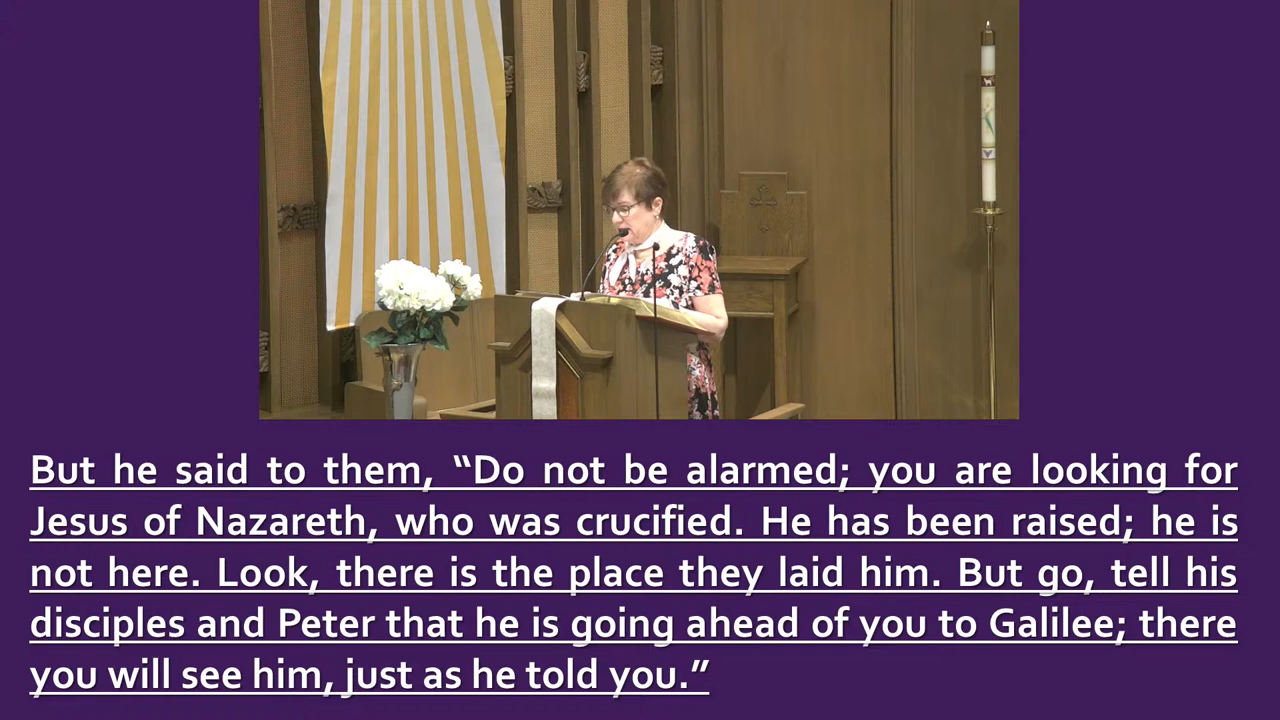 But he said to them, “Do not be alarmed; you are looking for
Jesus of Nazareth, who was crucified. He has been raised; he is
not here. Look, there is the place they laid him. But go, tell his
disciples and Peter that he is going ahead of you to Galilee; there
you will see him, just as he told you.”